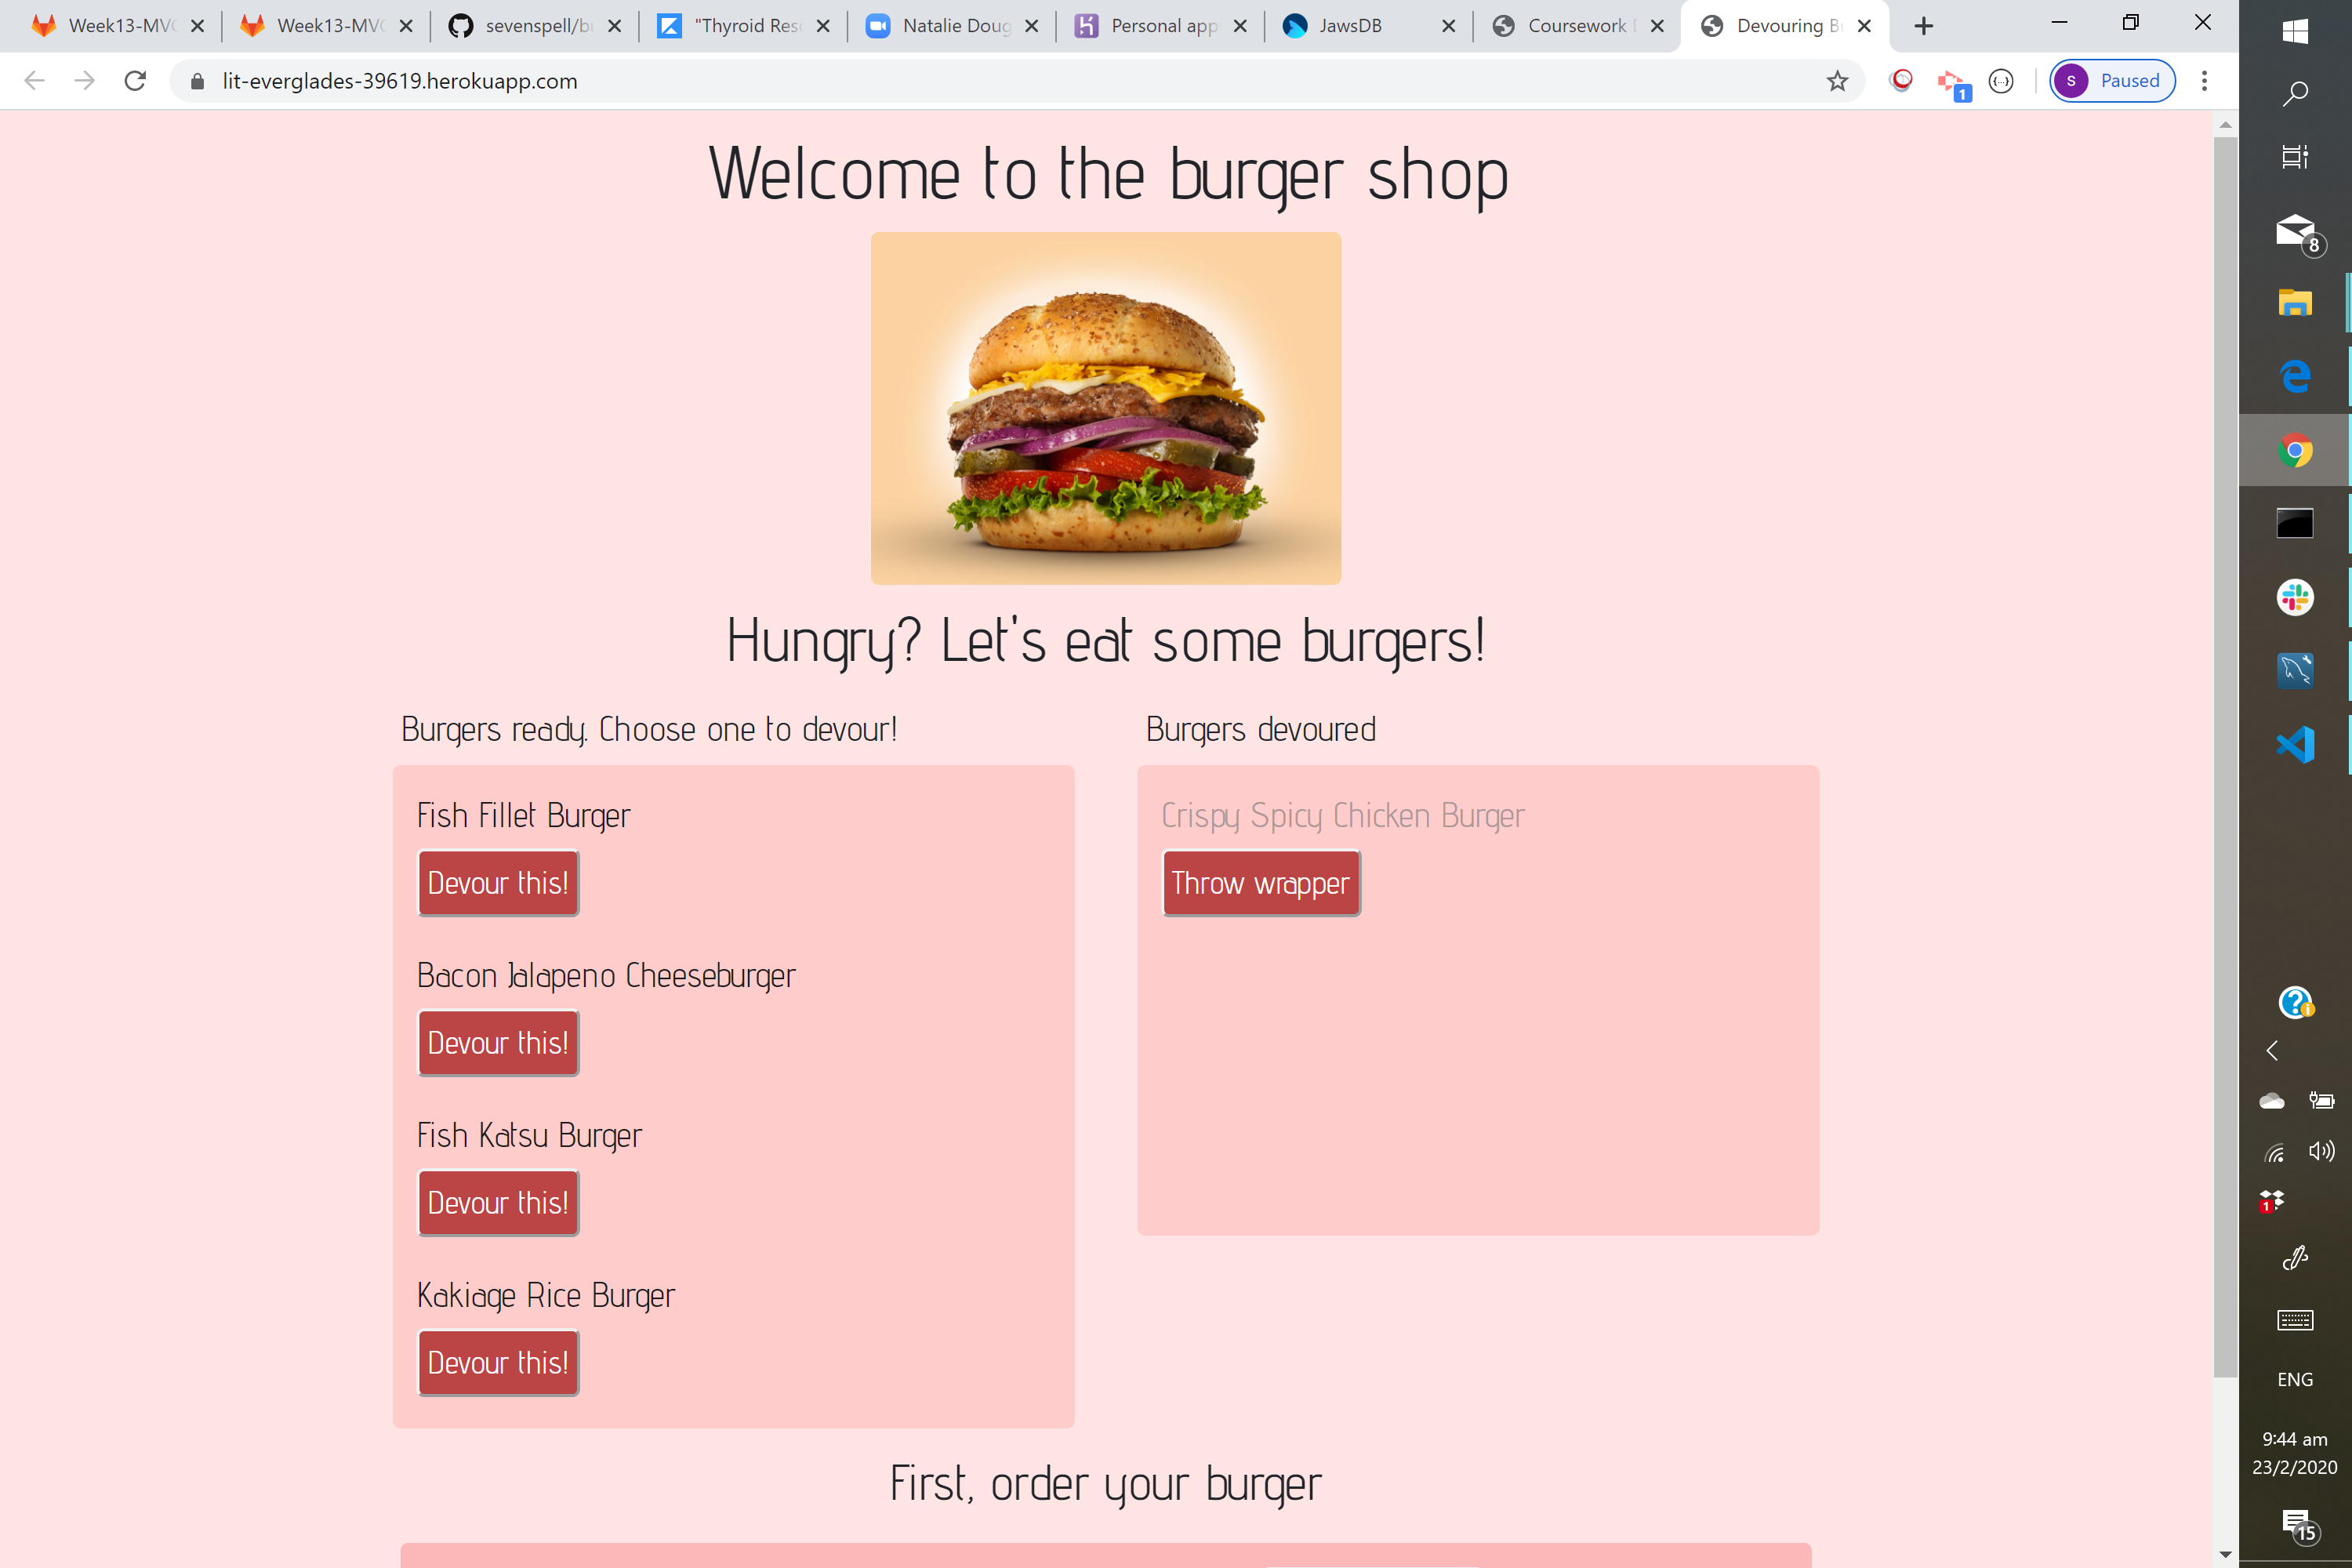 Week13-MVC
Week13-MVC
sevenspell/bu
"Thyroid Res
Natalie Doug
Personal app
JawsDB
Coursework
Devouring Bu
lit-everglades-39619.herokuapp.com
1
S
Paused
Welcome to the burger shop
Hungry? Let's eat some burgers!
Burgers ready. Choose one to devour!
Fish Fillet Burger
Devour this!
Bacon Jalapeno Cheeseburger
Devour this!
Fish Katsu Burger
Devour this!
Kakiage Rice Burger
Devour this!
Burgers devoured
Crispy Spicy Chicken Burger
Throw wrapper
First, order your burger
8
1
ENG
9:44 am
23/2/2020
15